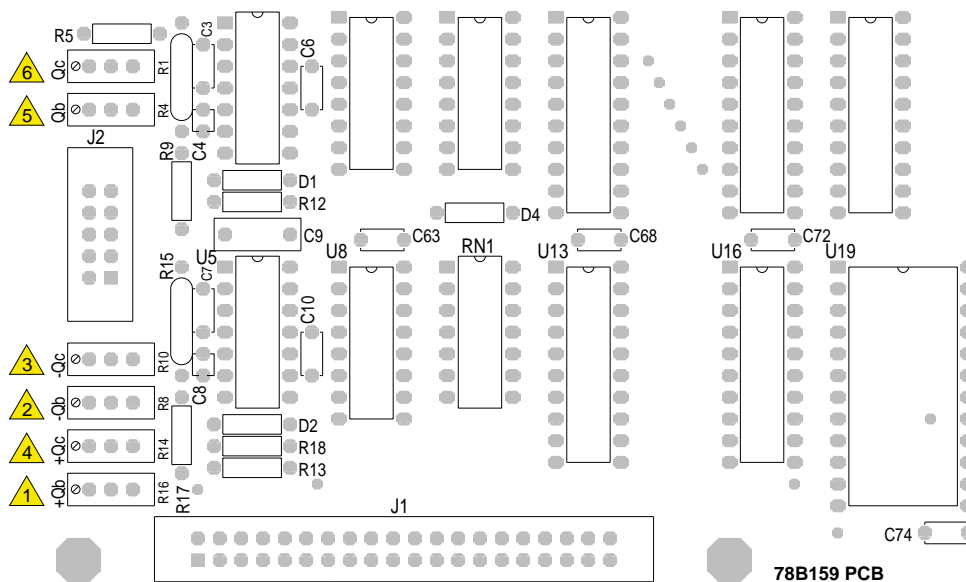 R5
C3
6
Qc
R1
C6
5
Qb
R4
J2
R9
C4
D1
R12
D4
C9
C63
C68
C72
R15
C7
U5
U8
RN1
U13
U16
U19
C10
3
-Qc
R10
2
-Qb
R8
C8
4
+Qc
R14
D2
R18
R13
1
+Qb
R16
R17
J1
C74
78B159 PCB